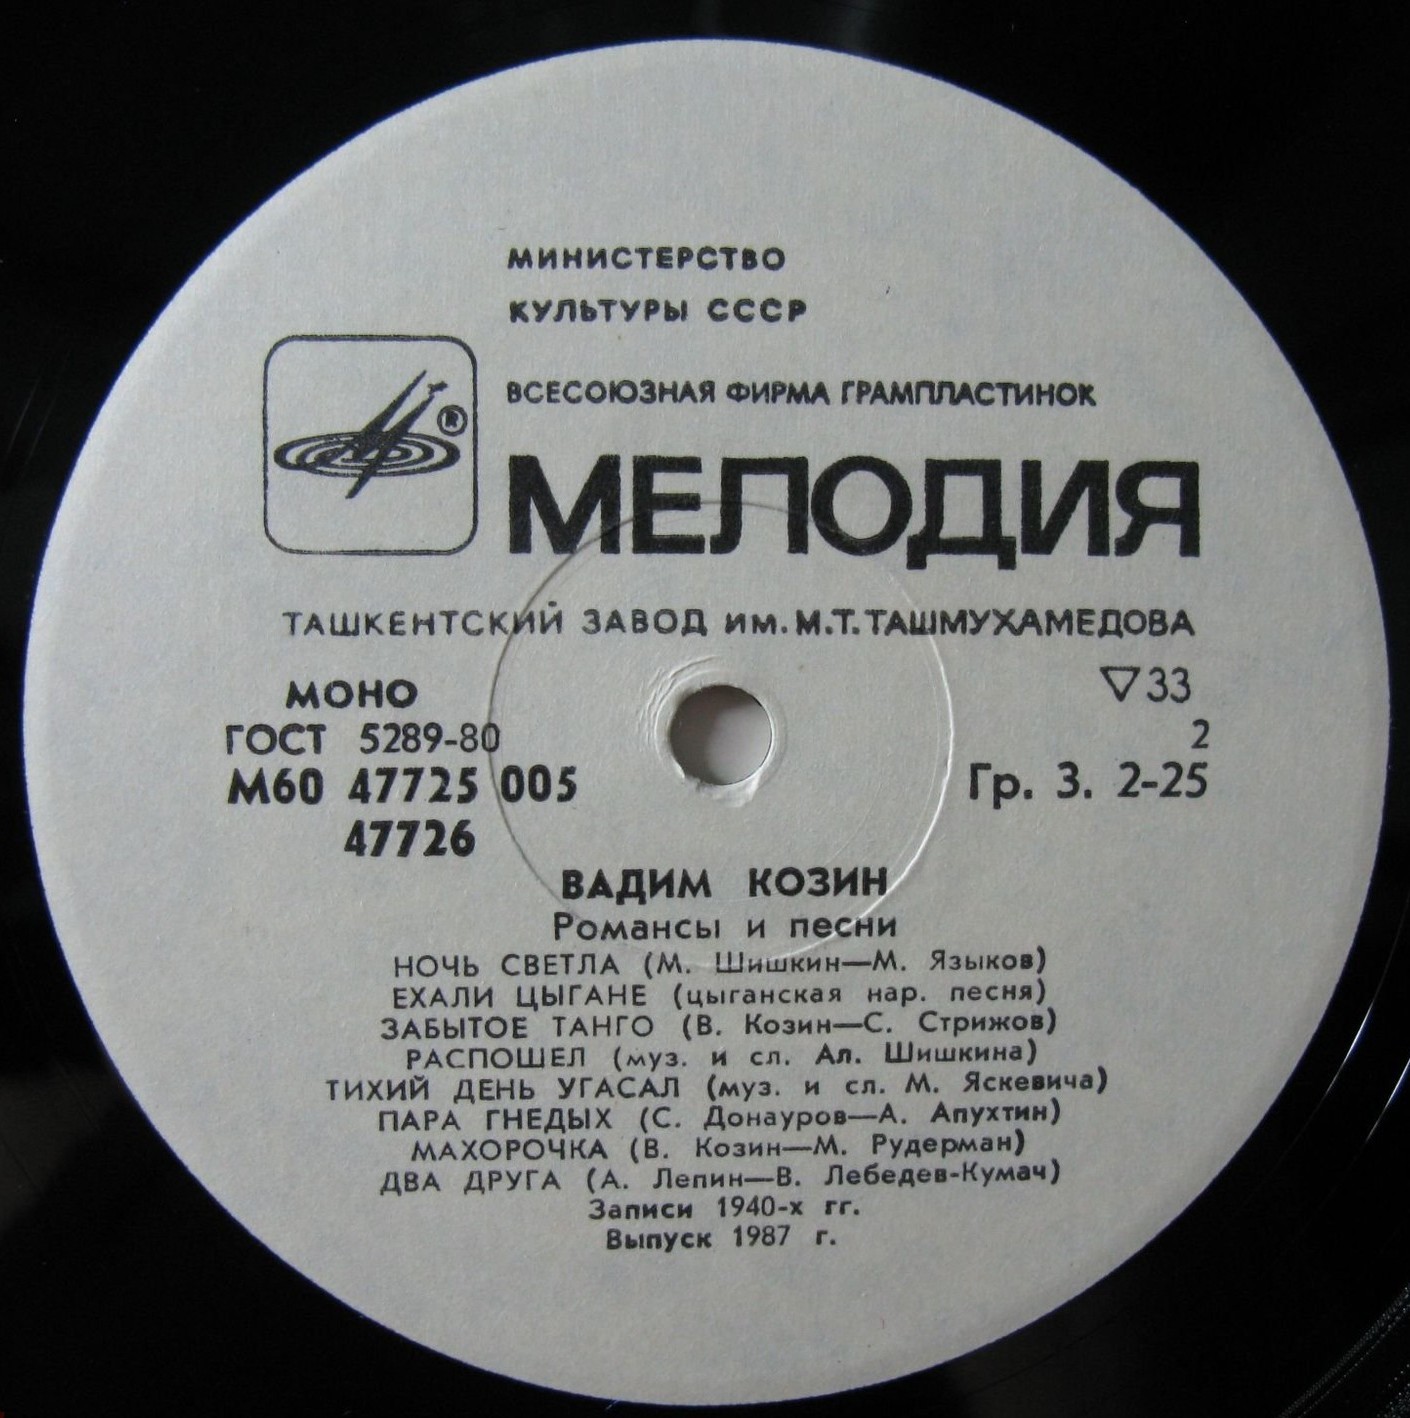 МИНИСТЕРСТВО
КУЛЬТУРЫ СССР
ВСЕСОЮЗНАЯ ФИРМА ГРАМПЛАСТИНОК
®
МЕЛОДИЯ
ТАШКЕНТСКИЙ ЗАВОД им. М.Т. ТАШМУХАМЕДОВА
МОНО
▽33
ГОСТ 5289-80
2
М60 47725 005
Гр. 3. 2-25
47726
ВАДИМ КОЗИН
Романсы и песни
НОЧЬ СВЕТЛА (М. Шишкин—М. Языков)
ЕХАЛИ ЦЫГАНЕ (цыганская нар. песня)
ЗАБЫТОЕ ТАНГО (В. Козин—С. Стрижов)
РАСПОШЕЛ (муз. и сл. Ал. Шишкина)
ТИХИЙ ДЕНЬ УГАСАЛ (муз. и сл. М. Яскевича)
ПАРА ГНЕДЫХ (С. Донауров—А. Апухтин)
МАХОРОЧКА (В. Козин—М. Рудерман)
ДВА ДРУГА (А. Лепин—В. Лебедев-Кумач)
Записи 1940-х гг.
Выпуск 1987 г.